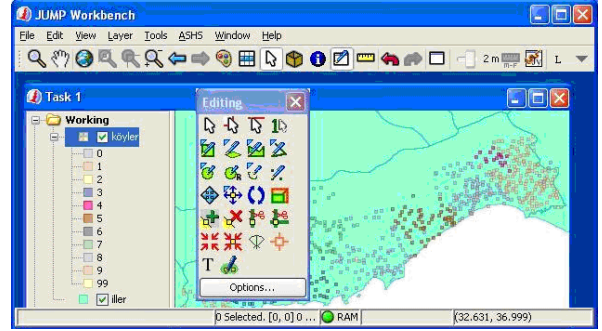 JUMP Workbench
File Edit View Layer Tools ASHS Window Help
2 m m-F L
Task 1
Editing
Working
köyler
0
1
2
3
4
5
6
7
8
9
99
iller
1
R
T
Options...
0 Selected. [0, 0] 0 ... RAM (32.631, 36.999)